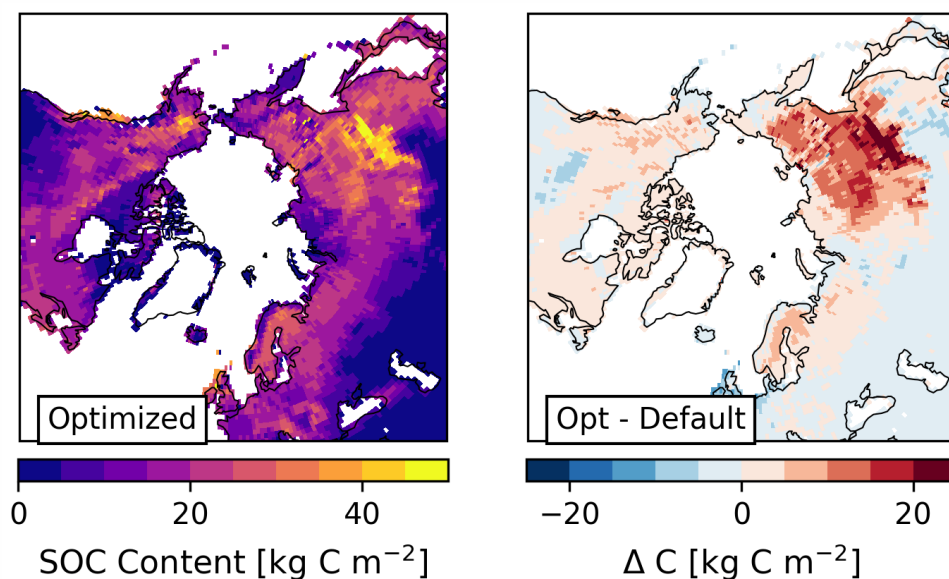 Optimized
Opt - Default
0 20 40
−20 0 20
SOC Content [kg C m⁻²]
Δ C [kg C m⁻²]